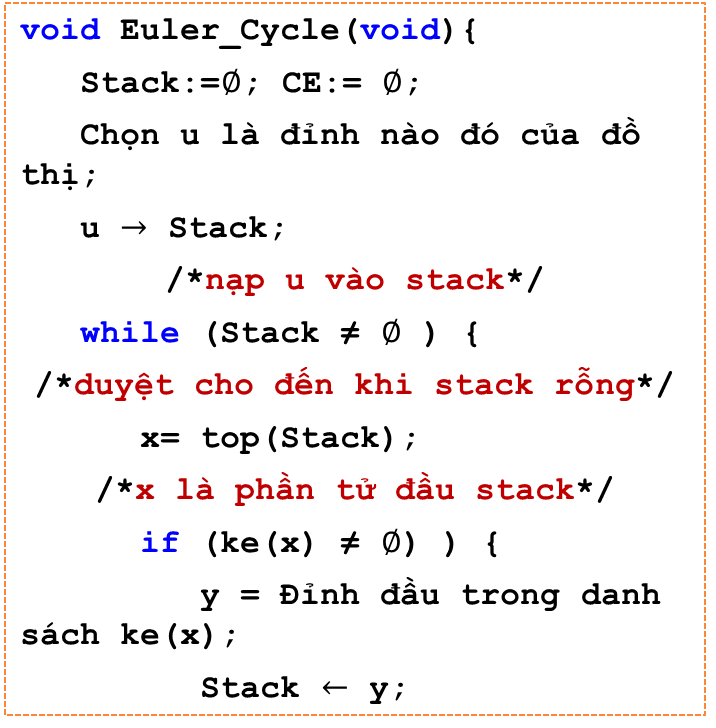 void Euler_Cycle(void){
Stack:=∅; CE:= ∅;
Chọn u là đỉnh nào đó của đồ
thị;
u → Stack;
/*nạp u vào stack*/
while (Stack ≠ ∅ ) {
/*duyệt cho đến khi stack rỗng*/
x= top(Stack);
/*x là phần tử đầu stack*/
if (ke(x) ≠ ∅) ) {
y = Đỉnh đầu trong danh
sách ke(x);
Stack ← y;